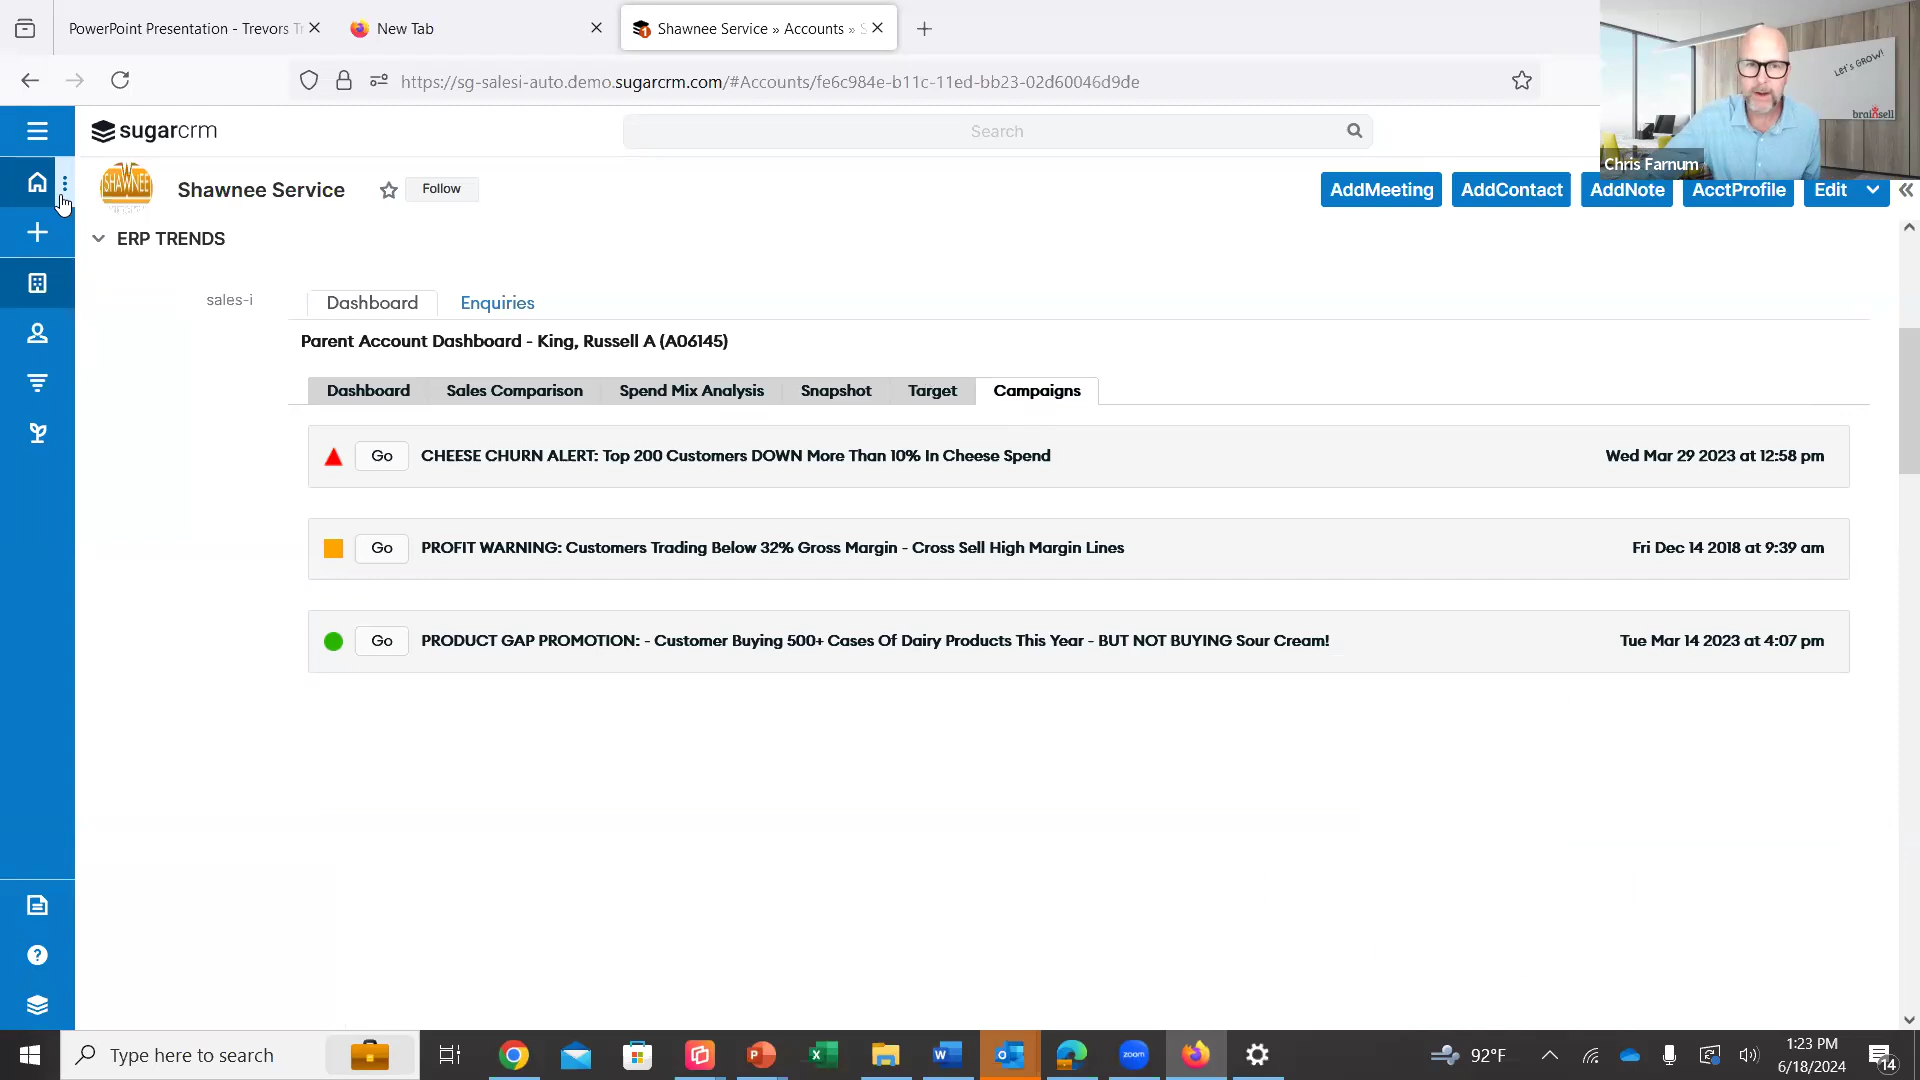 PowerPoint Presentation - Trevors Tr
New Tab
Shawnee Service » Accounts » S
https://sg-salesi-auto.demo.sugarcrm.com/#Accounts/fe6c984e-b11c-11ed-bb23-02d60046d9de
LET'S GROW!
brainsell
Chris Farnum
sugarcrm
Search
SHAWNEE
Shawnee Service
Follow
AddMeeting
AddContact
AddNote
AcctProfile
Edit
ERP TRENDS
sales-i
Dashboard
Enquiries
Parent Account Dashboard - King, Russell A (A06145)
Dashboard
Sales Comparison
Spend Mix Analysis
Snapshot
Target
Campaigns
Go
CHEESE CHURN ALERT: Top 200 Customers DOWN More Than 10% In Cheese Spend
Wed Mar 29 2023 at 12:58 pm
Go
PROFIT WARNING: Customers Trading Below 32% Gross Margin - Cross Sell High Margin Lines
Fri Dec 14 2018 at 9:39 am
Go
PRODUCT GAP PROMOTION: - Customer Buying 500+ Cases Of Dairy Products This Year - BUT NOT BUYING Sour Cream!
Tue Mar 14 2023 at 4:07 pm
Type here to search
zoom
92°F
1:23 PM
6/18/2024
14